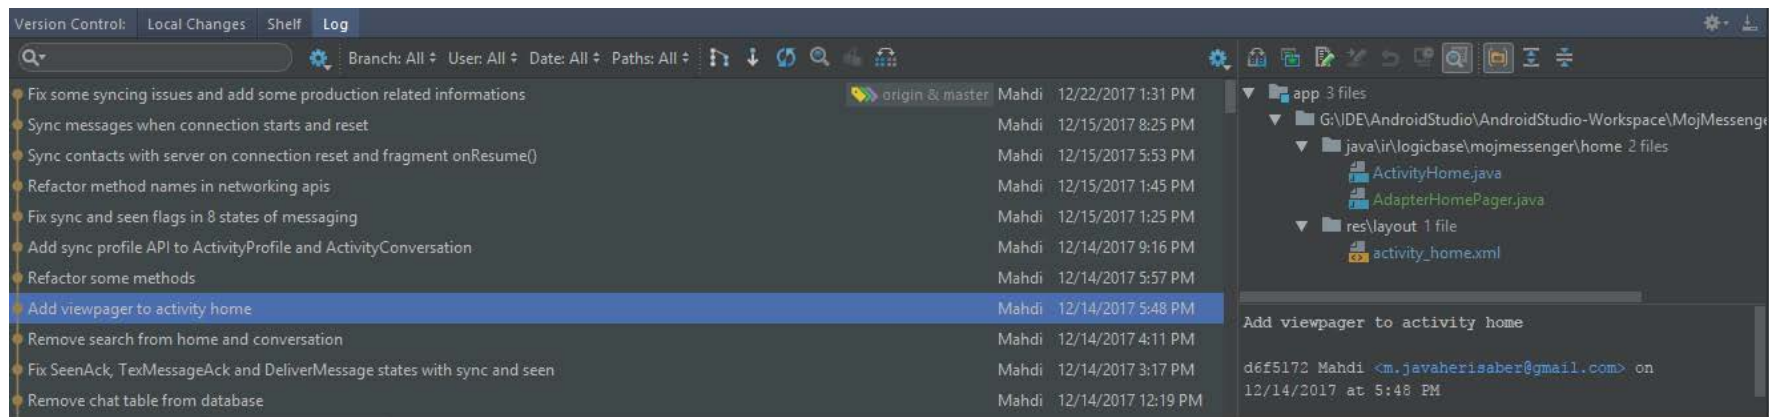 Version Control: Local Changes Shelf Log
Branch: All User: All Date: All Paths: All
Fix some syncing issues and add some production related informations origin & master Mahdi 12/22/2017 1:31 PM
Sync messages when connection starts and reset Mahdi 12/15/2017 8:25 PM
Sync contacts with server on connection reset and fragment onResume() Mahdi 12/15/2017 5:53 PM
Refactor method names in networking apis Mahdi 12/15/2017 1:45 PM
Fix sync and seen flags in 8 states of messaging Mahdi 12/15/2017 1:25 PM
Add sync profile API to ActivityProfile and ActivityConversation Mahdi 12/14/2017 9:16 PM
Refactor some methods Mahdi 12/14/2017 5:57 PM
Add viewpager to activity home Mahdi 12/14/2017 5:48 PM
Remove search from home and conversation Mahdi 12/14/2017 4:11 PM
Fix SeenAck, TexMessageAck and DeliverMessage states with sync and seen Mahdi 12/14/2017 3:17 PM
Remove chat table from database Mahdi 12/14/2017 12:19 PM
app 3 files
G:\IDE\AndroidStudio\AndroidStudio-Workspace\MojMessenge
java\ir\logicbase\mojmessenger\home 2 files
ActivityHome.java
AdapterHomePager.java
res\layout 1 file
activity_home.xml
Add viewpager to activity home
d6f5172 Mahdi <m.javaherisaber@gmail.com> on
12/14/2017 at 5:48 PM